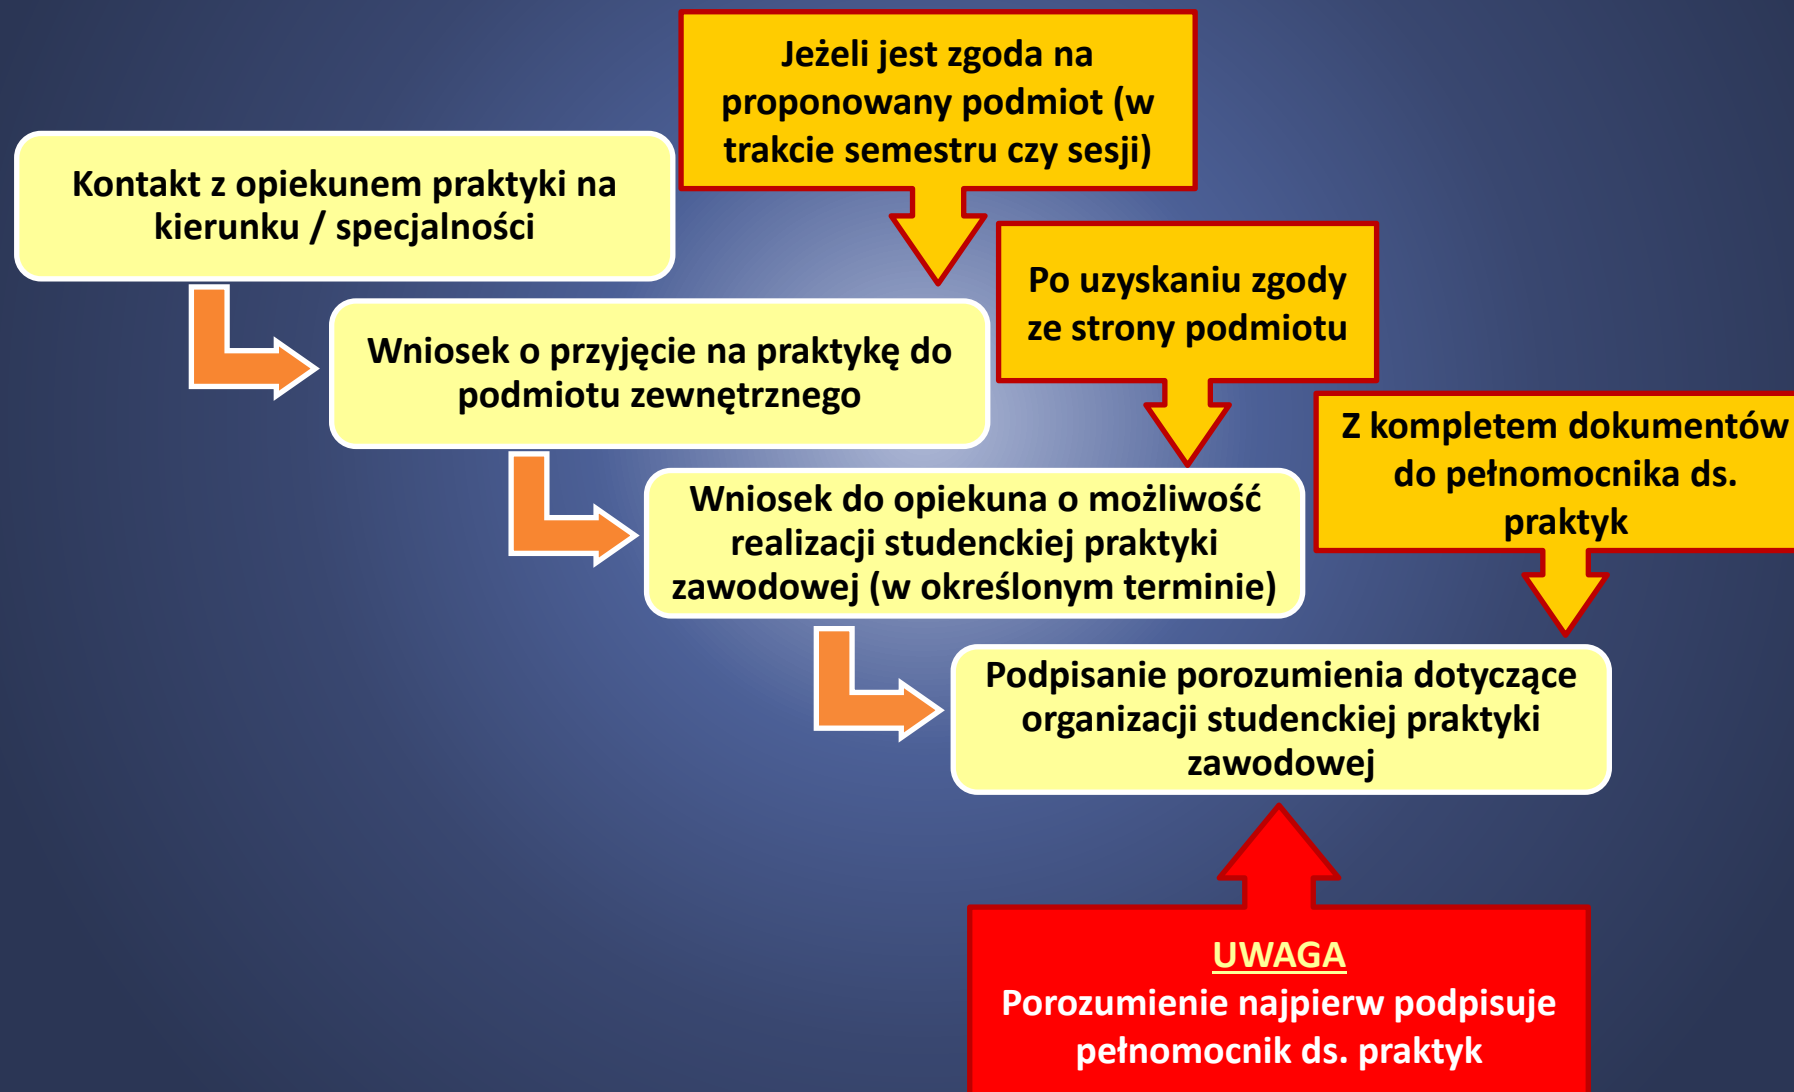 Jeżeli jest zgoda na
proponowany podmiot (w
trakcie semestru czy sesji)
Kontakt z opiekunem praktyki na
kierunku / specjalności
Po uzyskaniu zgody
ze strony podmiotu
Wniosek o przyjęcie na praktykę do
podmiotu zewnętrznego
Z kompletem dokumentów
do pełnomocnika ds.
praktyk
Wniosek do opiekuna o możliwość
realizacji studenckiej praktyki
zawodowej (w określonym terminie)
Podpisanie porozumienia dotyczące
organizacji studenckiej praktyki
zawodowej
UWAGA
Porozumienie najpierw podpisuje
pełnomocnik ds. praktyk